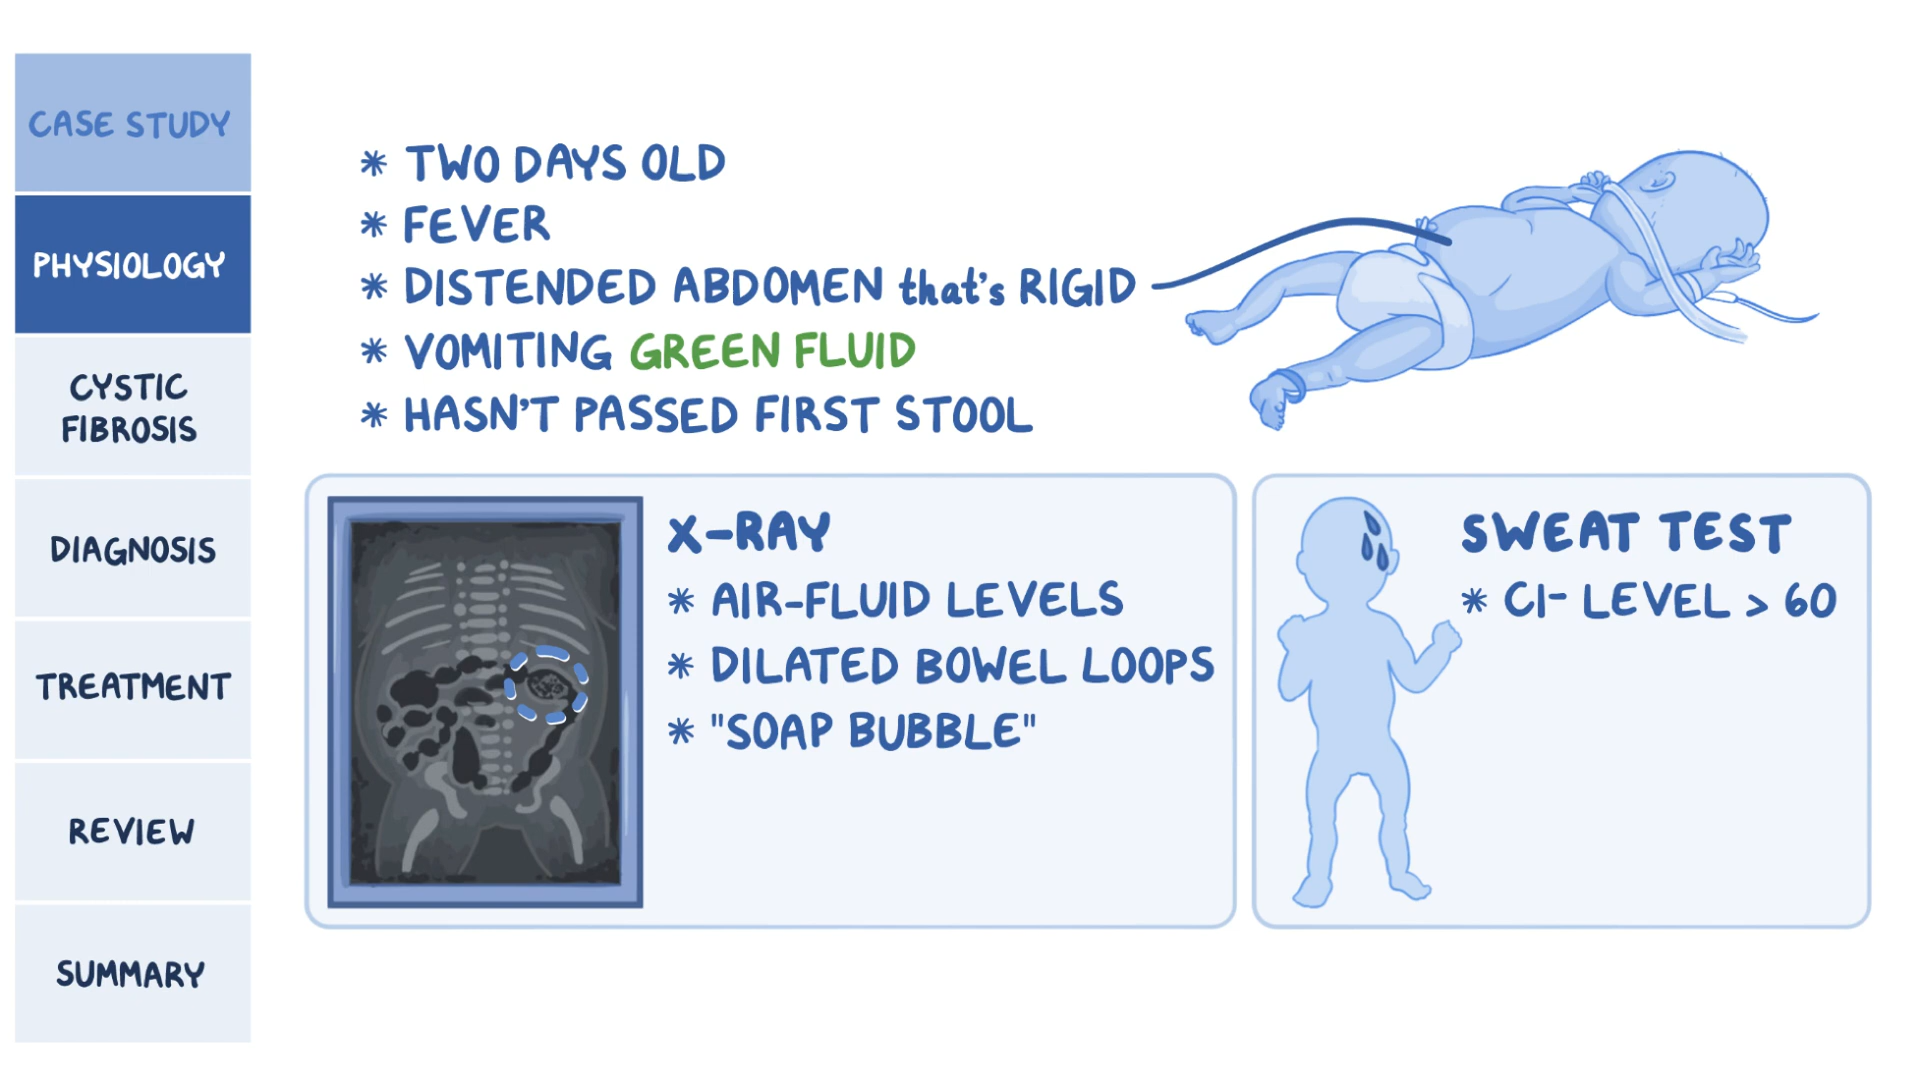 CASE STUDY
PHYSIOLOGY
CYSTIC
FIBROSIS
DIAGNOSIS
TREATMENT
REVIEW
SUMMARY
* TWO DAYS OLD
* FEVER
* DISTENDED ABDOMEN that's RIGID
* VOMITING GREEN FLUID
* HASN'T PASSED FIRST STOOL
X-RAY
* AIR-FLUID LEVELS
* DILATED BOWEL LOOPS
* "SOAP BUBBLE"
SWEAT TEST
* Cl- LEVEL > 60